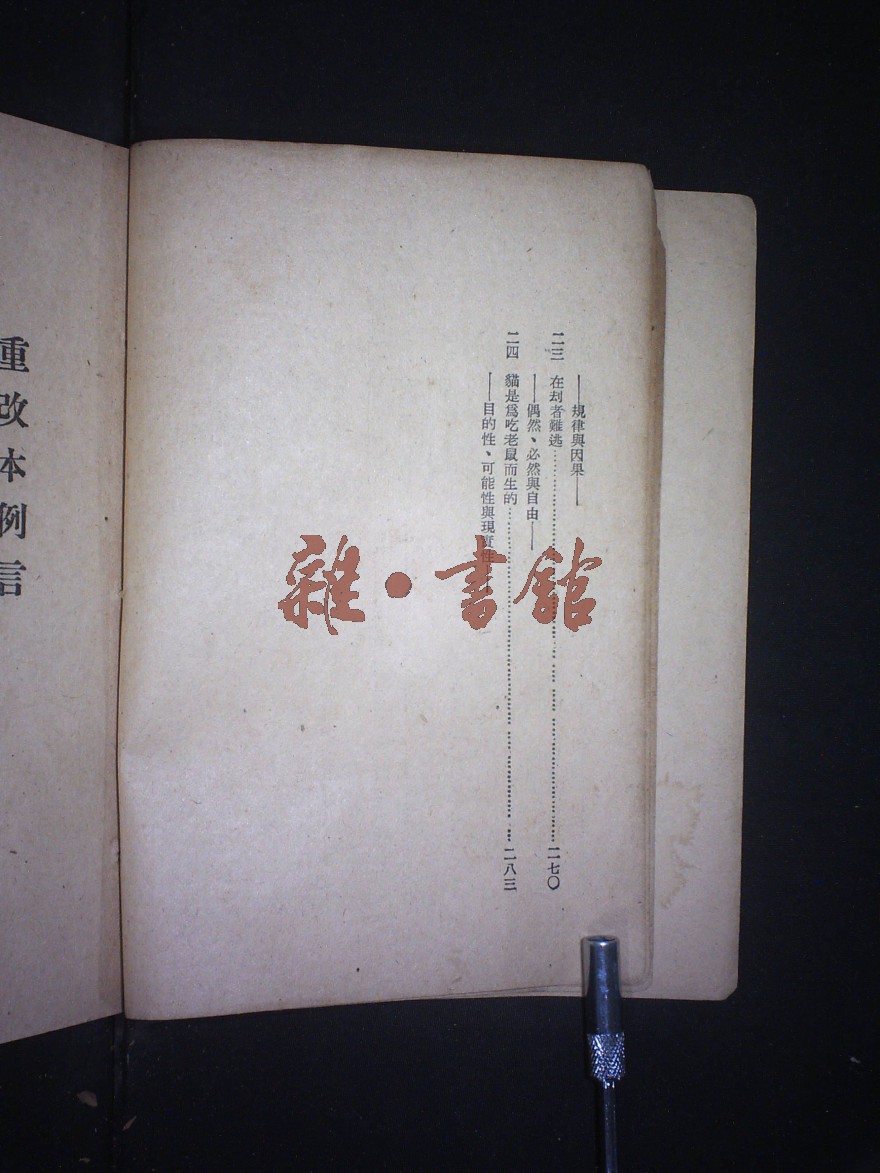 ——規律與因果——
二三　在刦者難逃……二七〇
——偶然、必然與自由——
二四　貓是爲吃老鼠而生的……二八三
——目的性、可能性與現實性
重改本例言
雜・書館